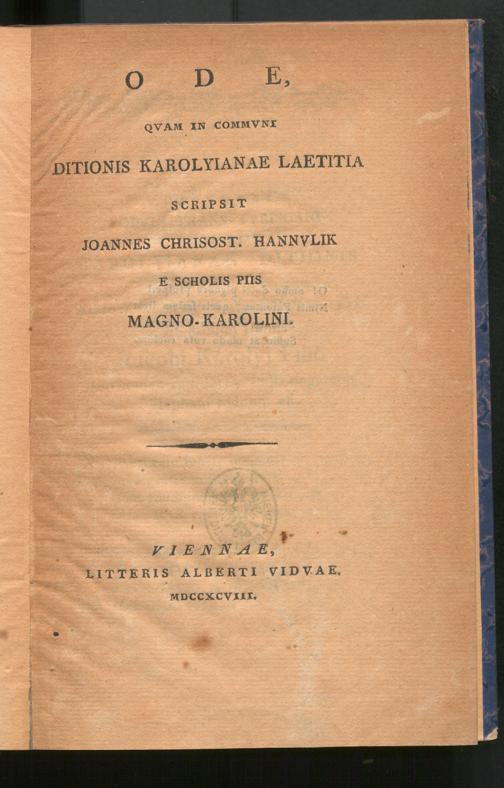 O D E,
QVAM IN COMMVNI
DITIONIS KAROLYIANAE LAETITIA
SCRIPSIT
JOANNES CHRISOST. HANNVLIK
E SCHOLIS PIIS
MAGNO-KAROLINI.
VIENNAE,
LITTERIS ALBERTI VIDVAE.
MDCCXCVIII.